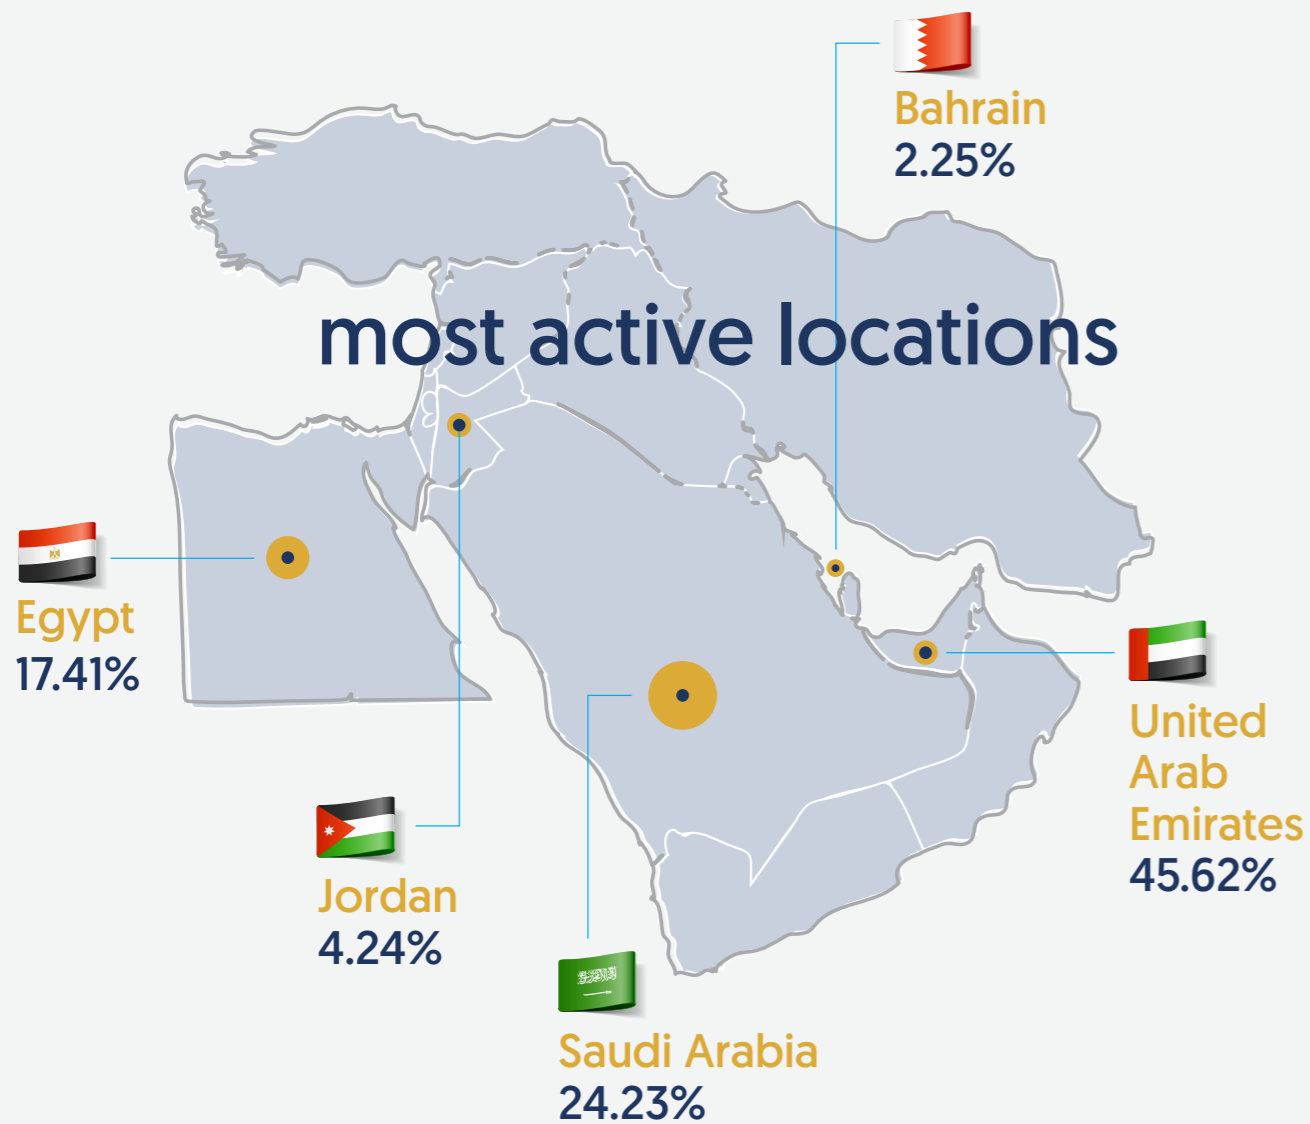 Bahrain
2.25%
most active locations
Egypt
17.41%
United
Arab
Emirates
45.62%
Jordan
4.24%
Saudi Arabia
24.23%